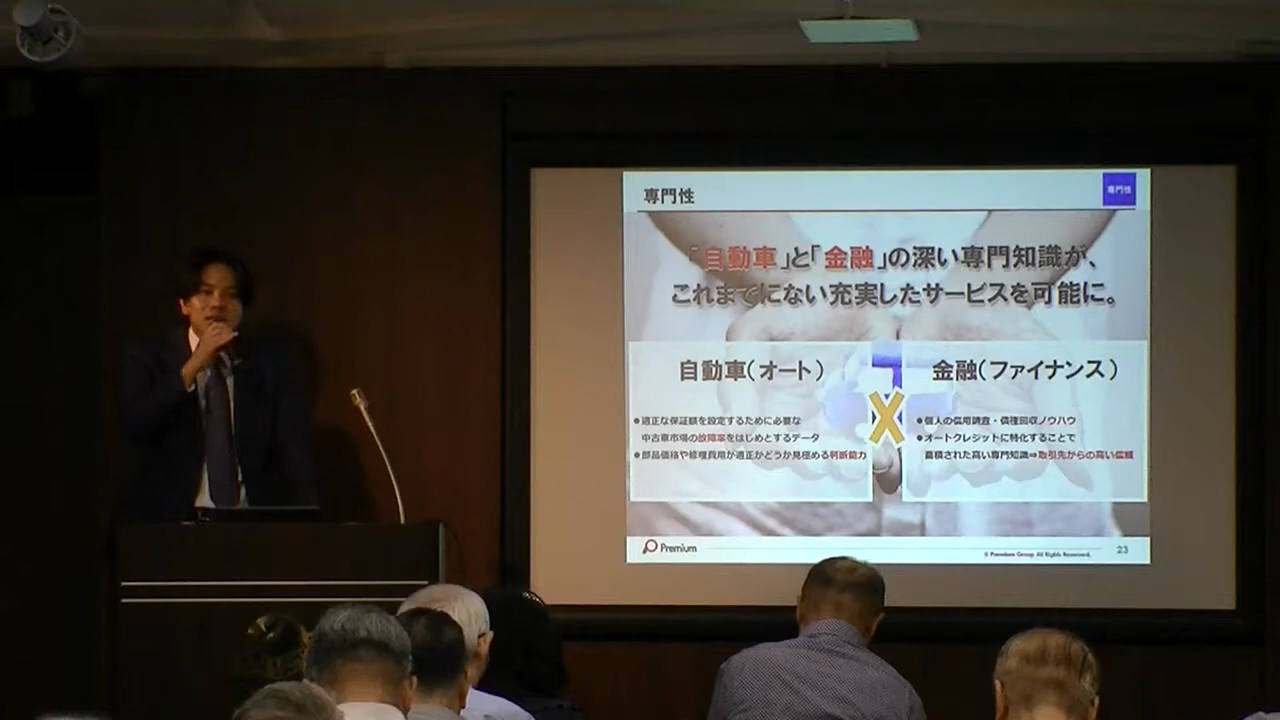 専門性
専門性
「自動車」と「金融」の深い専門知識が、
これまでにない充実したサービスを可能に。
自動車(オート)
金融(ファイナンス)
●適正な保証額を設定するために必要な
中古車市場の故障率をはじめとするデータ
●部品価格や修理費用が適正かどうか見極める判断能力
X
●個人の信用調査・債権回収ノウハウ
●オートクレジットに特化することで
蓄積された高い専門知識⇒取引先からの高い信頼
Premium
© Premium Group All Rights Reserved.
23